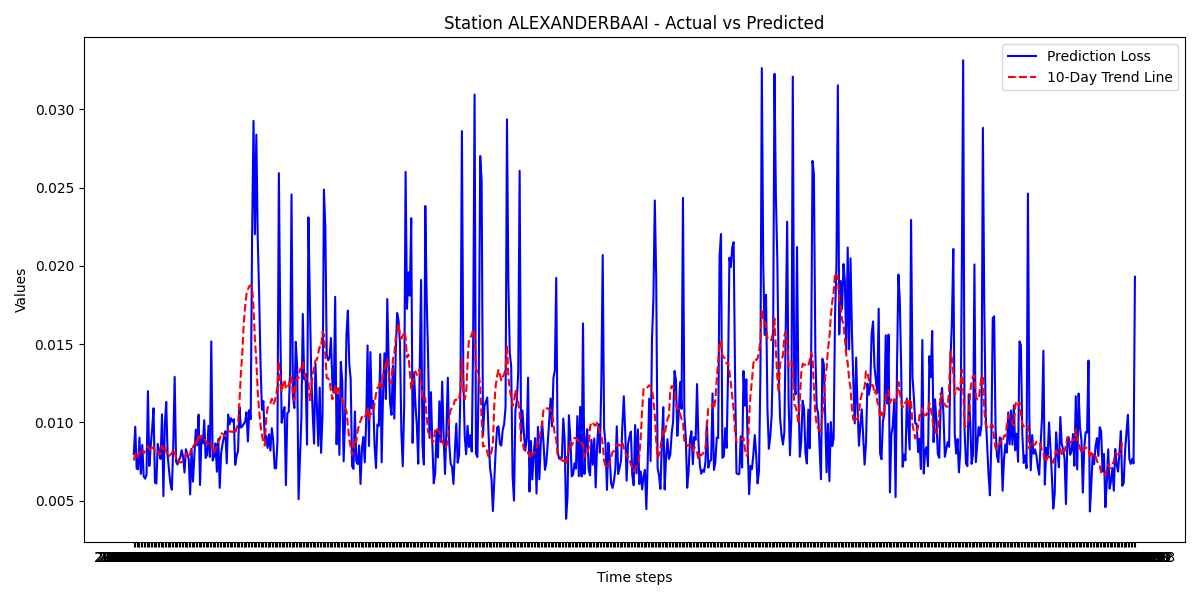 Station ALEXANDERBAAI - Actual vs Predicted
Prediction Loss
10-Day Trend Line
0.030
0.025
0.020
0.015
0.010
0.005
Values
Time steps